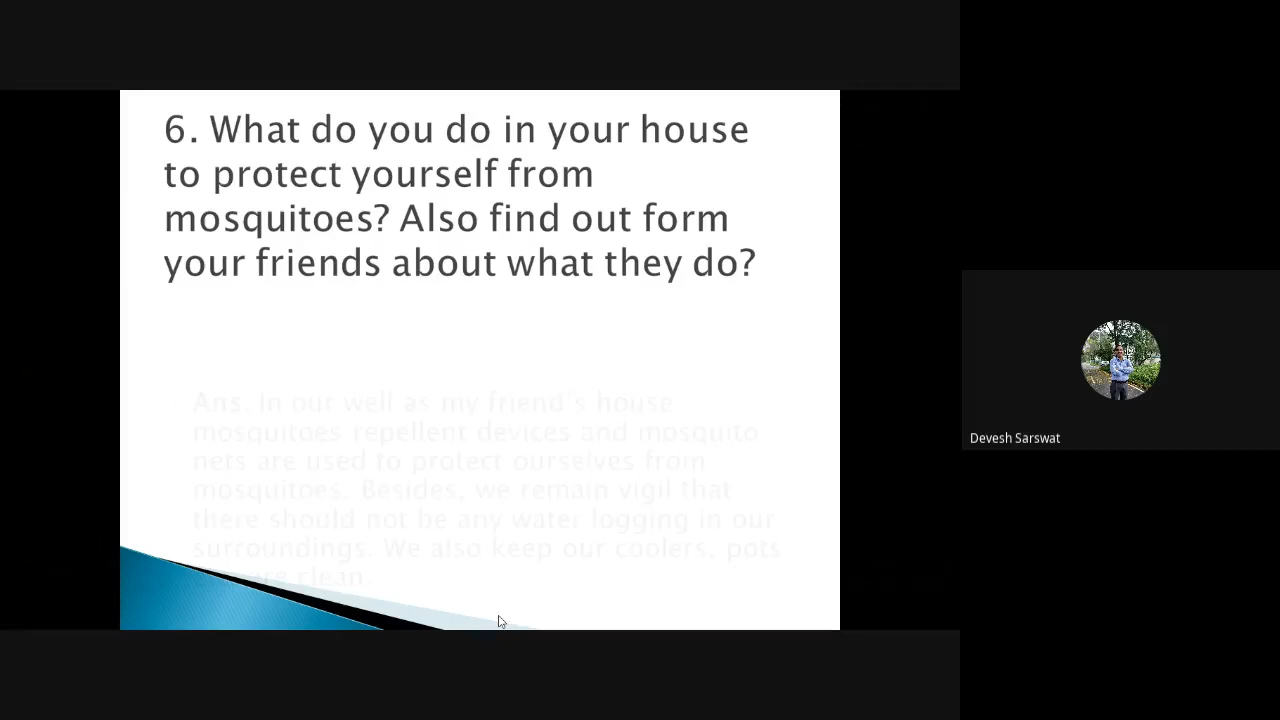 6. What do you do in your house
to protect yourself from
mosquitoes? Also find out form
your friends about what they do?
Ans. In our well as my friend's house
mosquitoes repellent devices and mosquito
nets are used to protect ourselves from
mosquitoes. Besides, we remain vigil that
there should not be any water logging in our
surroundings. We also keep our coolers, pots
clean.
Devesh Sarswat